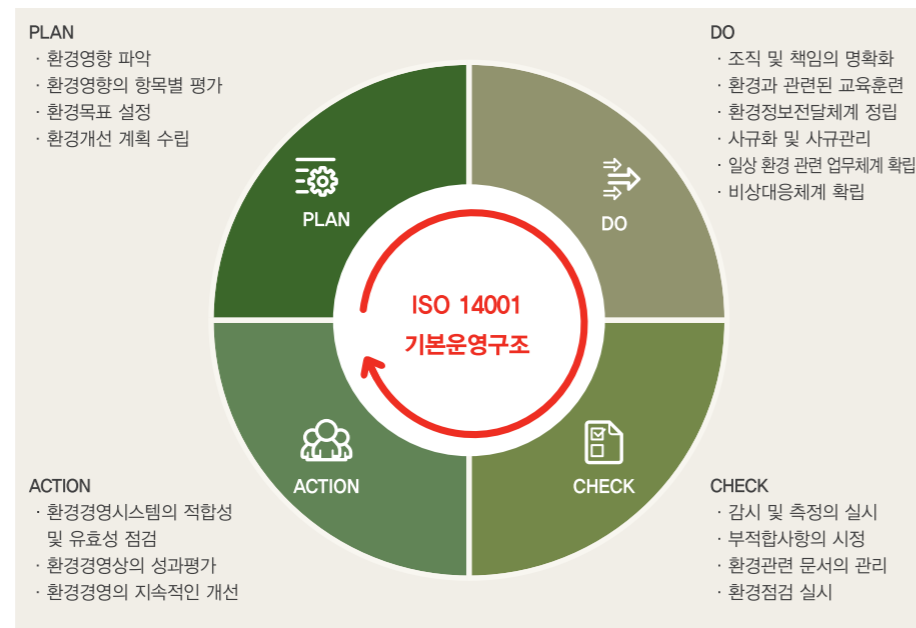 PLAN
· 환경영향 파악
· 환경영향의 항목별 평가
· 환경목표 설정
· 환경개선 계획 수립
DO
· 조직 및 책임의 명확화
· 환경과 관련된 교육훈련
· 환경정보전달체계 정립
· 사규화 및 사규관리
· 일상 환경 관련 업무체계 확립
· 비상대응체계 확립
PLAN
DO
ISO 14001
기본운영구조
ACTION
CHECK
ACTION
· 환경경영시스템의 적합성
및 유효성 점검
· 환경경영상의 성과평가
· 환경경영의 지속적인 개선
CHECK
· 감시 및 측정의 실시
· 부적합사항의 시정
· 환경관련 문서의 관리
· 환경점검 실시